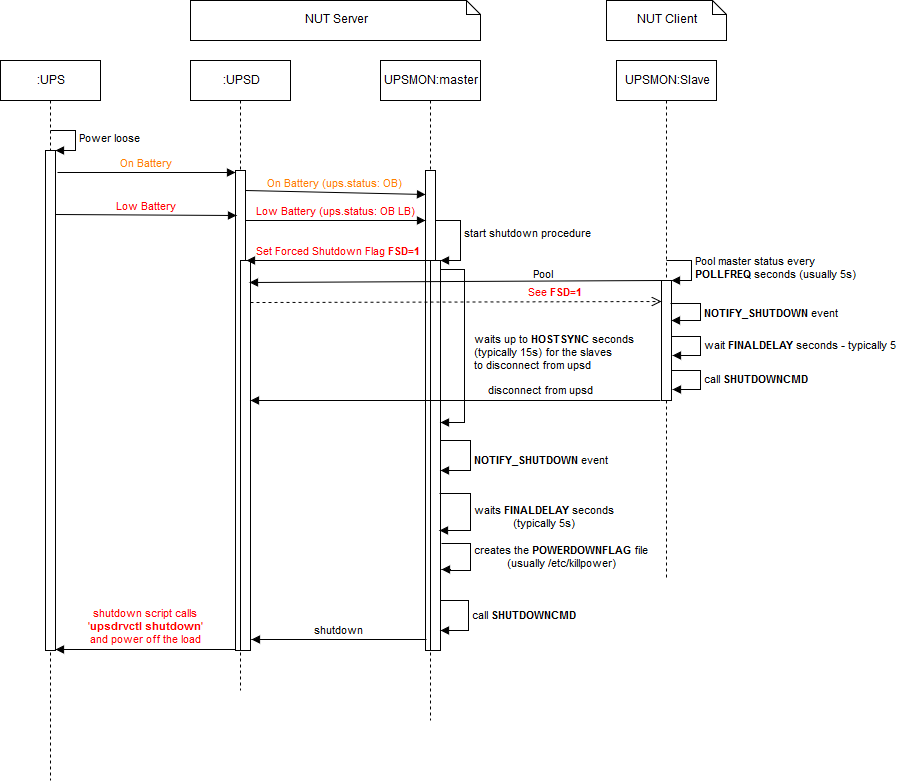 NUT Server
NUT Client
:UPS
:UPSD
UPSMON:master
UPSMON:Slave
Power loose
On Battery
On Battery (ups.status: OB)
Low Battery
Low Battery (ups.status: OB LB)
start shutdown procedure
Set Forced Shutdown Flag FSD=1
Pool master status every
POLLFREQ seconds (usually 5s)
Pool
See FSD=1
NOTIFY_SHUTDOWN event
waits up to HOSTSYNC seconds
(typically 15s) for the slaves
to disconnect from upsd
wait FINALDELAY seconds - typically 5
call SHUTDOWNCMD
disconnect from upsd
NOTIFY_SHUTDOWN event
waits FINALDELAY seconds
(typically 5s)
creates the POWERDOWNFLAG file
(usually /etc/killpower)
call SHUTDOWNCMD
shutdown script calls
'upsdrvctl shutdown'
and power off the load
shutdown